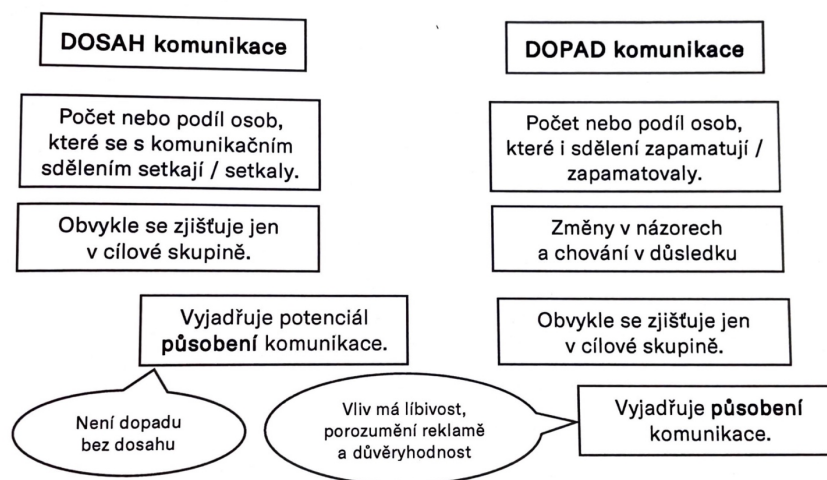 DOSAH komunikace
Počet nebo podíl osob,
které se s komunikačním
sdělením setkají / setkaly.
Obvykle se zjišťuje jen
v cílové skupině.
Vyjadřuje potenciál
působení komunikace.
Není dopadu
bez dosahu
DOPAD komunikace
Počet nebo podíl osob,
které i sdělení zapamatují /
zapamatovaly.
Změny v názorech
a chování v důsledku
Obvykle se zjišťuje jen
v cílové skupině.
Vliv má líbivost,
porozumění reklamě
a důvěryhodnost
Vyjadřuje působení
komunikace.